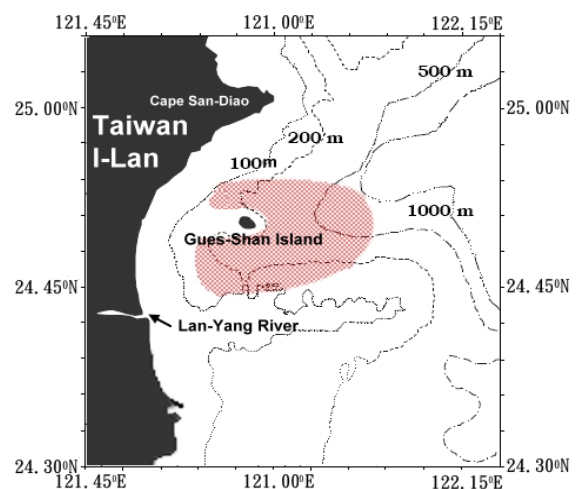 121.45⁰E 121.00⁰E 122.15⁰E
500 m
Cape San-Diao
25.00⁰N 25.00⁰N
Taiwan
I-Lan
200 m
100m
1000 m
Gues-Shan Island
24.45⁰N 24.45⁰N
Lan-Yang River
24.30⁰N 24.30⁰N
121.45⁰E 121.00⁰E 122.15⁰E